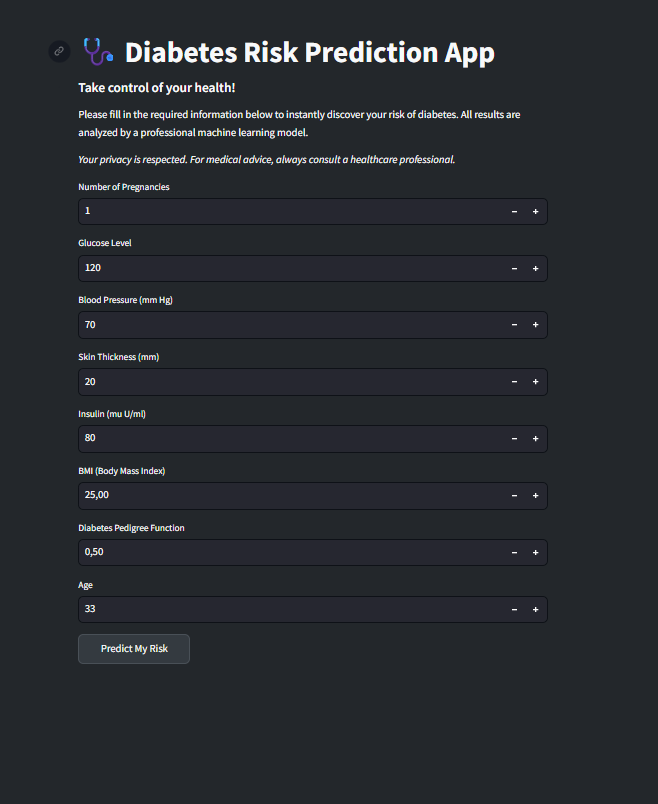 Diabetes Risk Prediction App
Take control of your health!
Please fill in the required information below to instantly discover your risk of diabetes. All results are
analyzed by a professional machine learning model.
Your privacy is respected. For medical advice, always consult a healthcare professional.
Number of Pregnancies
1
Glucose Level
120
Blood Pressure (mm Hg)
70
Skin Thickness (mm)
20
Insulin (mu U/ml)
80
BMI (Body Mass Index)
25,00
Diabetes Pedigree Function
0,50
Age
33
Predict My Risk